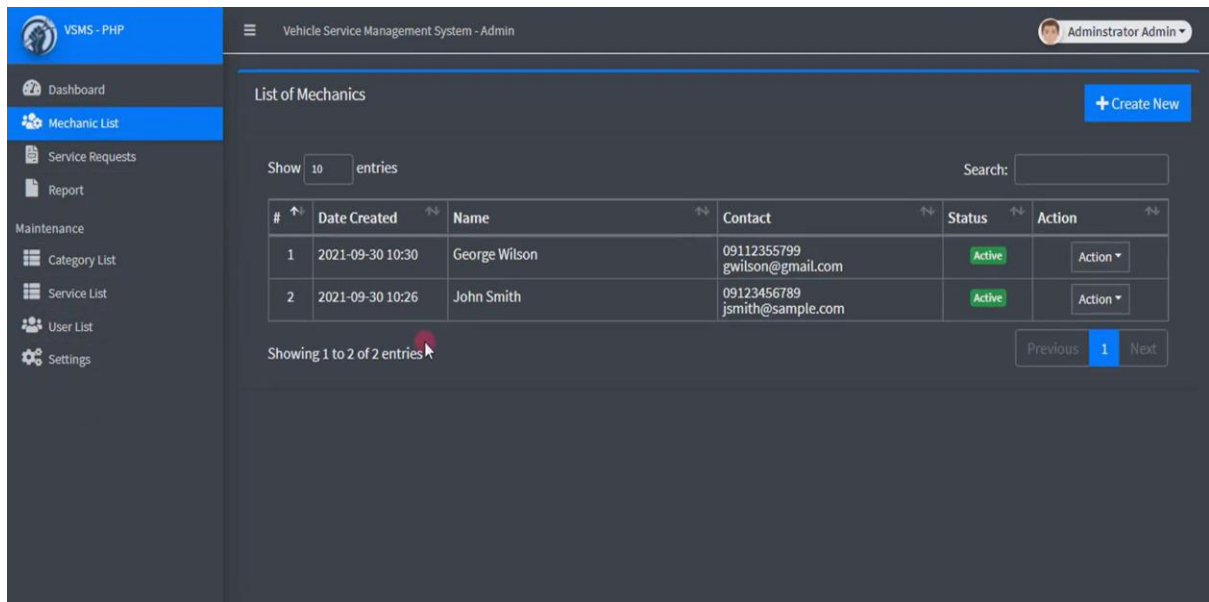 VSMS - PHP
Vehicle Service Management System - Admin
Adminstrator Admin
Dashboard
Mechanic List
Service Requests
Report
Maintenance
Category List
Service List
User List
Settings
List of Mechanics
Create New
Show 10 entries
Search:
# Date Created Name Contact Status Action
1 2021-09-30 10:30 George Wilson 09112355799 Active Action
gwilson@gmail.com
2 2021-09-30 10:26 John Smith 09123456789 Active Action
jsmith@sample.com
Showing 1 to 2 of 2 entries
Previous 1 Next